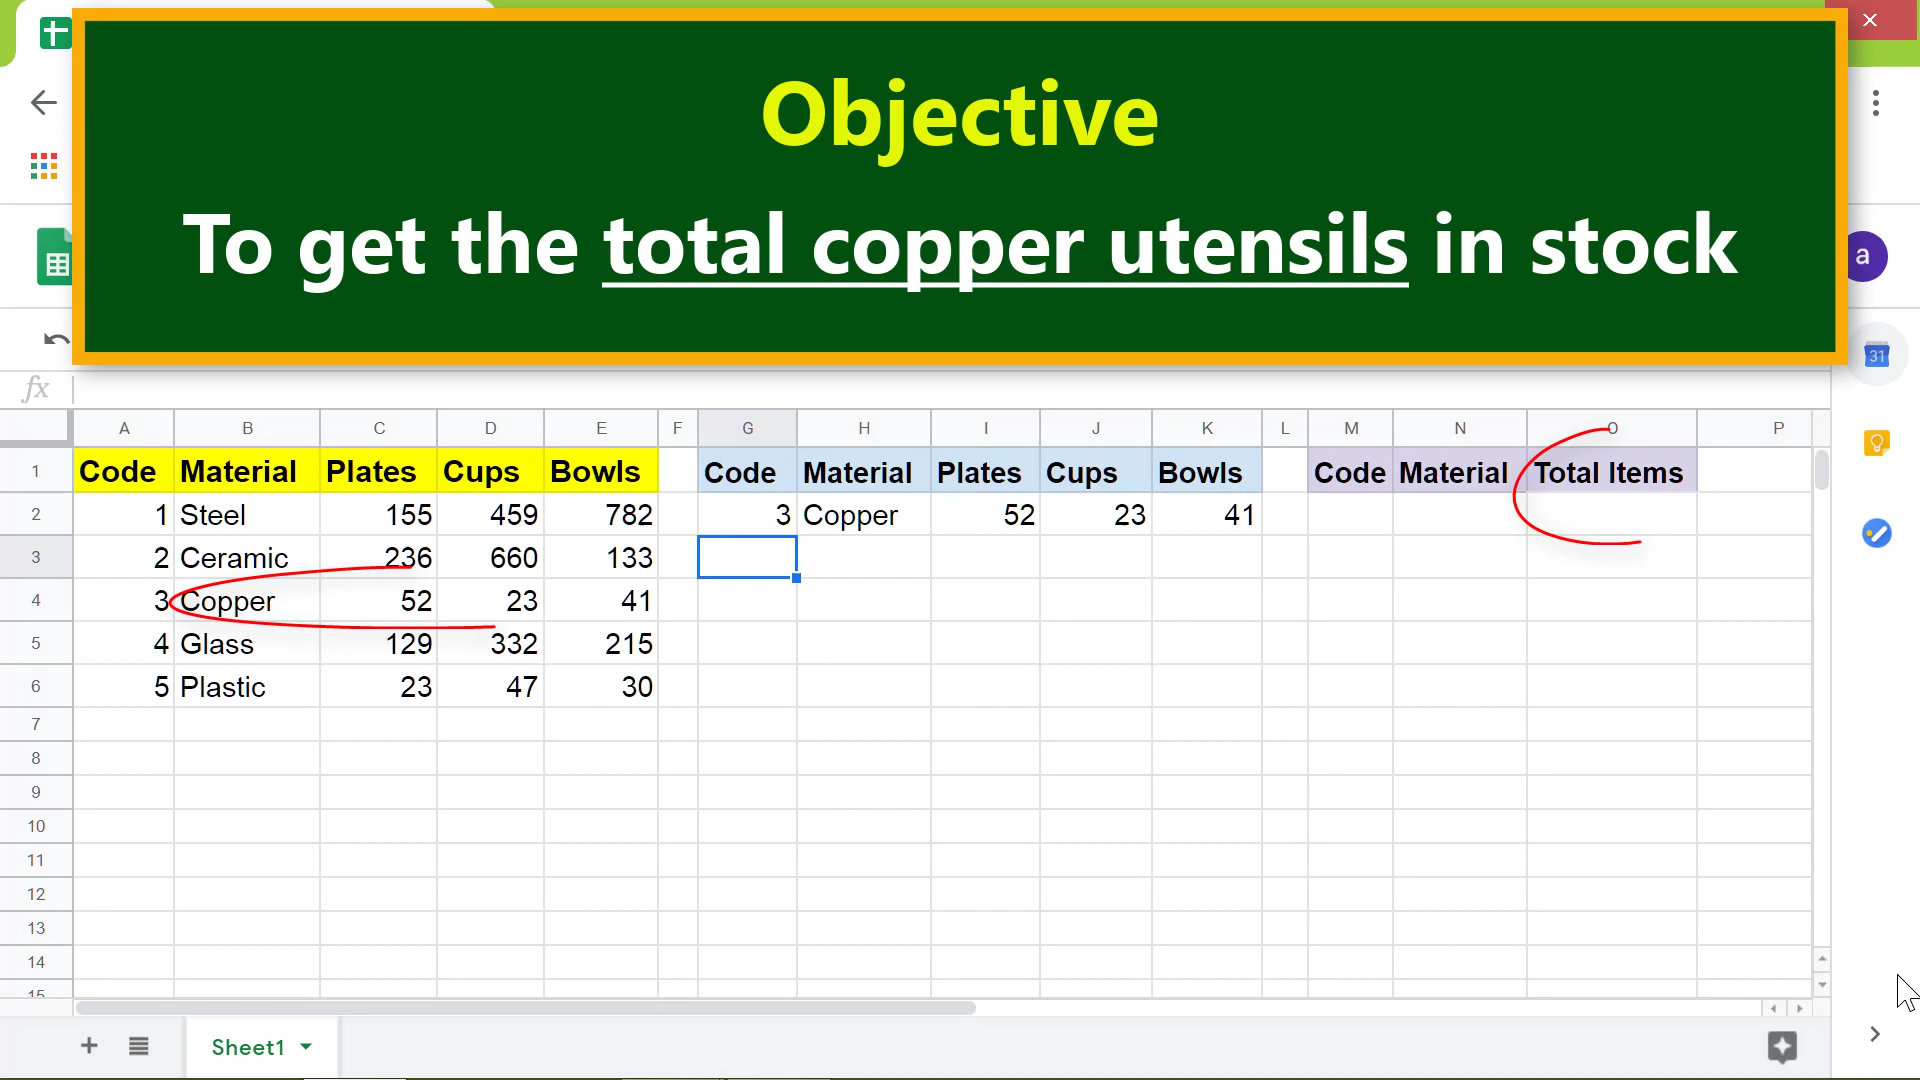 Objective
To get the total copper utensils in stock
a
31
fx
A B C D E F G H I J K L M N O P
1 Code Material Plates Cups Bowls Code Material Plates Cups Bowls Code Material Total Items
2 1 Steel 155 459 782 3 Copper 52 23 41
3 2 Ceramic 236 660 133
4 3 Copper 52 23 41
5 4 Glass 129 332 215
6 5 Plastic 23 47 30
7
8
9
10
11
12
13
14
15
Sheet1